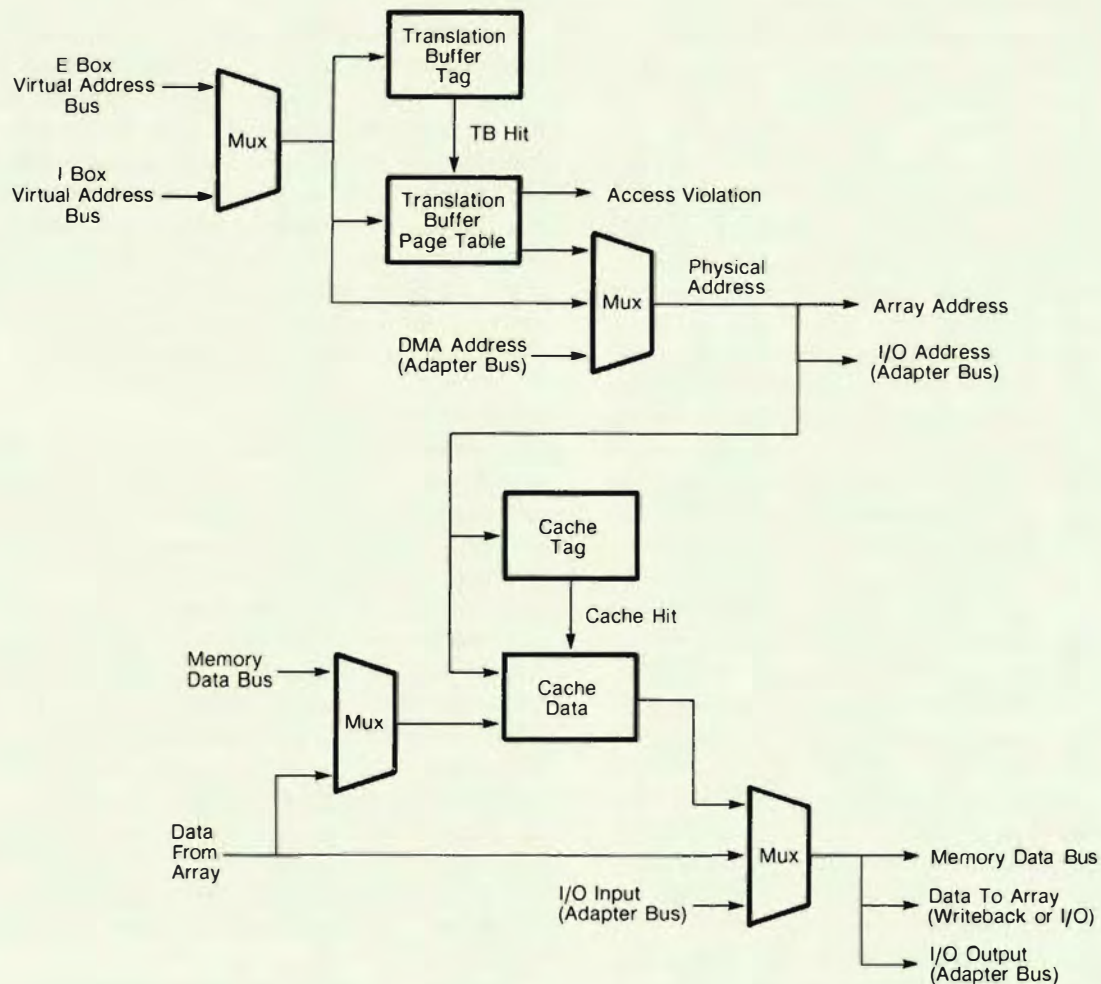 E Box
Virtual Address
Bus
Mux
Translation
Buffer
Tag
TB Hit
I Box
Virtual Address
Bus
Translation
Buffer
Page Table
Access Violation
Physical
Address
Mux
Array Address
DMA Address
(Adapter Bus)
I/O Address
(Adapter Bus)
Cache
Tag
Cache Hit
Memory
Data Bus
Mux
Cache
Data
Data
From
Array
Mux
Memory Data Bus
I/O Input
(Adapter Bus)
Data To Array
(Writeback or I/O)
I/O Output
(Adapter Bus)